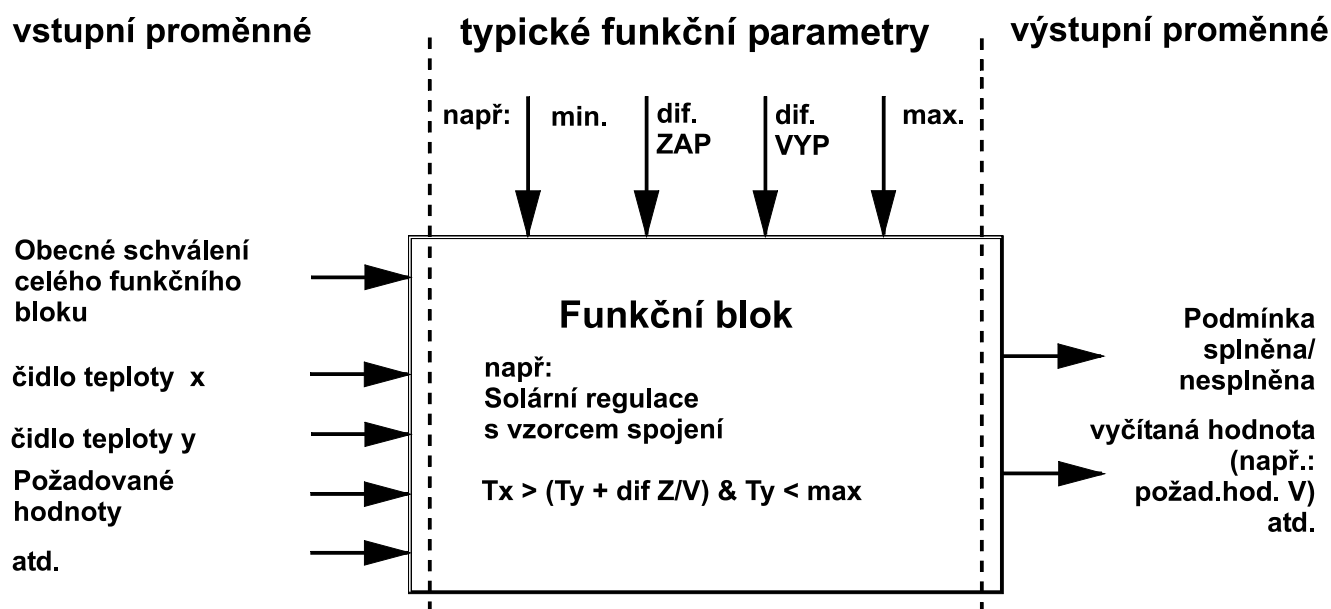 vstupní proměnné
typické funkční parametry
výstupní proměnné
např:
min.
dif.
ZAP
dif.
VYP
max.
Obecné schválení
celého funkčního
bloku
čidlo teploty x
čidlo teploty y
Požadované
hodnoty
atd.
Funkční blok
např:
Solární regulace
s vzorcem spojení
Tx > (Ty + dif Z/V) & Ty < max
Podmínka
splněna/
nesplněna
vyčítaná hodnota
(např.:
požad.hod. V)
atd.